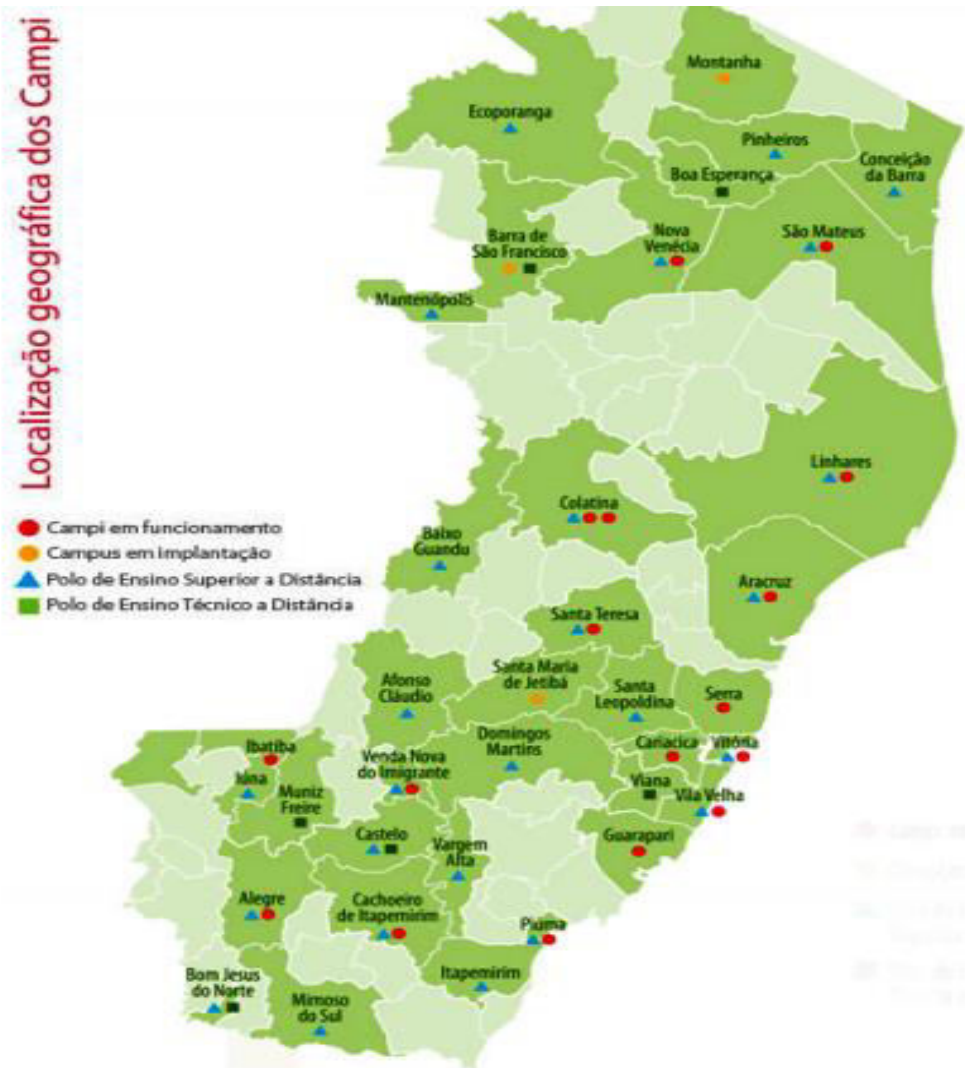 Localização geográfica dos Campi
Campi em funcionamento
Campus em implantação
Polo de Ensino Superior a Distância
Polo de Ensino Técnico a Distância
Montanha
Ecoporanga
Pinheiros
Boa Esperança
Conceição
da Barra
Barra de
São Francisco
Nova
Venécia
São Mateus
Mantenópolis
Linhares
Colatina
Baixo
Guandu
Aracruz
Santa Teresa
Afonso
Cláudio
Santa Maria
de Jetibá
Santa
Leopoldina
Serra
Ibatiba
Venda Nova
do Imigrante
Domingos
Martins
Cariacica
Vitória
Iúna
Muniz
Freire
Viana
Vila Velha
Castelo
Vargem
Alta
Guarapari
Alegre
Cachoeiro
de Itapemirim
Piuma
Bom Jesus
do Norte
Mimoso
do Sul
Itapemirim